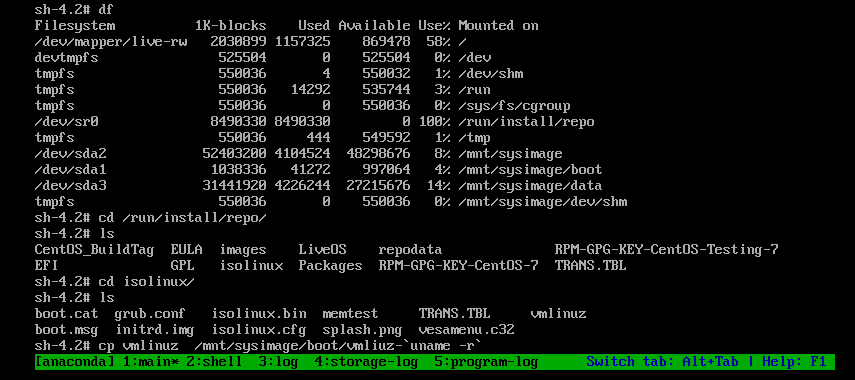 sh-4.2# df
Filesystem 1K-blocks Used Available Use% Mounted on
/dev/mapper/live-rw 2030899 1157325 869478 58% /
devtmpfs 525504 0 525504 0% /dev
tmpfs 550036 4 550032 1% /dev/shm
tmpfs 550036 14292 535744 3% /run
tmpfs 550036 0 550036 0% /sys/fs/cgroup
/dev/sr0 8490330 8490330 0 100% /run/install/repo
tmpfs 550036 444 549592 1% /tmp
/dev/sda2 52403200 4104524 48298676 8% /mnt/sysimage
/dev/sda1 1038336 41272 997064 4% /mnt/sysimage/boot
/dev/sda3 31441920 4226244 27215676 14% /mnt/sysimage/data
tmpfs 550036 0 550036 0% /mnt/sysimage/dev/shm
sh-4.2# cd /run/install/repo/
sh-4.2# ls
CentOS_BuildTag EULA images LiveOS repodata RPM-GPG-KEY-CentOS-Testing-7
EFI GPL isolinux Packages RPM-GPG-KEY-CentOS-7 TRANS.TBL
sh-4.2# cd isolinux/
sh-4.2# ls
boot.cat grub.conf isolinux.bin memtest TRANS.TBL vmlinuz
boot.msg initrd.img isolinux.cfg splash.png vesamenu.c32
sh-4.2# cp vmlinuz /mnt/sysimage/boot/vmliuz-`uname -r`
[anaconda] 1:main* 2:shell 3:log 4:storage-log 5:program-log Switch tab: Alt+Tab | Help: F1